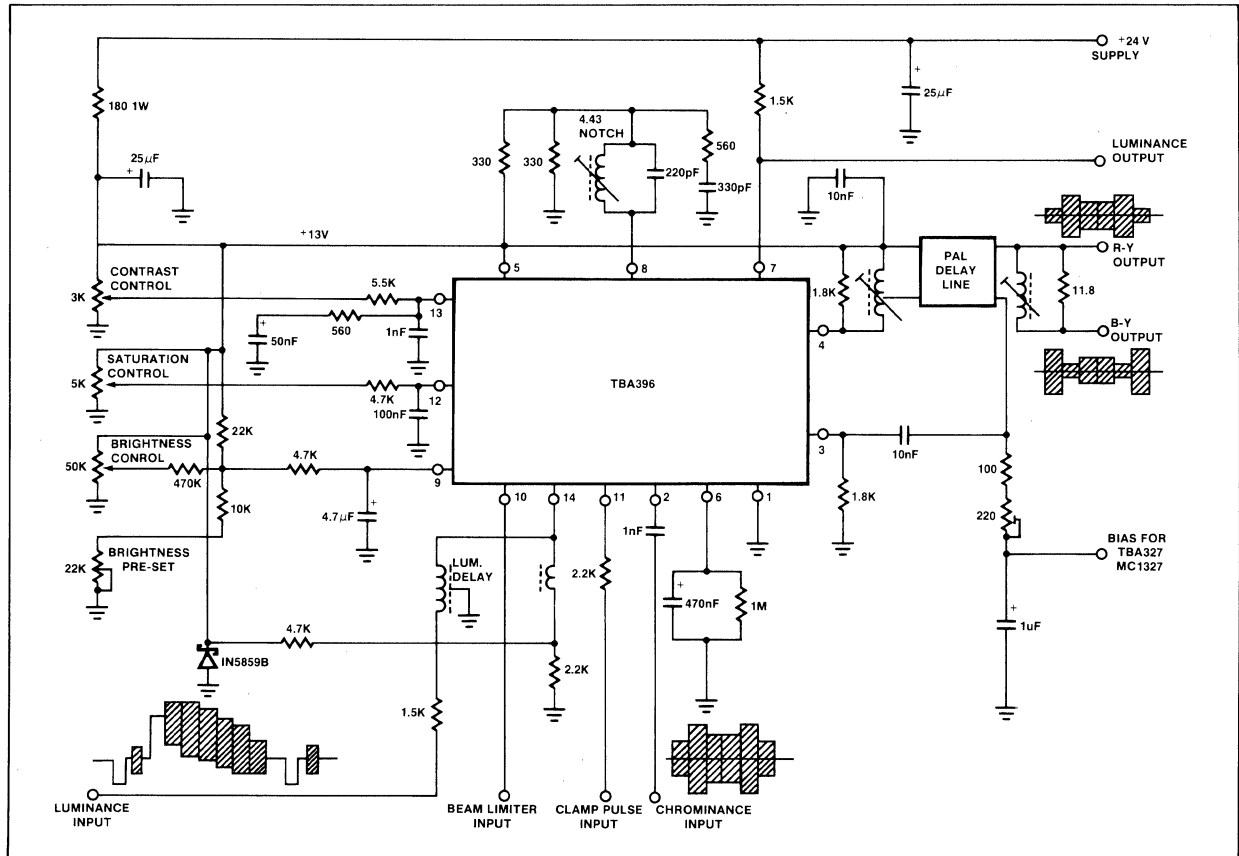 +24 V
SUPPLY
180 1W
+
25µF
1.5K
+
25µF
LUMINANCE
OUTPUT
4.43
NOTCH
330
330
220pF
560
330pF
10nF
+13V
5
8
7
CONTRAST
CONTROL
3K
5.5K
13
560
+
50nF
1nF
1.8K
4
PAL
DELAY
LINE
11.8
R-Y
OUTPUT
B-Y
OUTPUT
SATURATION
CONTROL
5K
4.7K
12
100nF
TBA396
22K
BRIGHTNESS
CONROL
50K
470K
4.7K
9
3
10nF
1.8K
10K
4.7µF
+
10
14
11
2
6
1
100
220
BRIGHTNESS
PRE-SET
22K
LUM.
DELAY
2.2K
1nF
+
470nF
1M
BIAS FOR
TBA327
MC1327
+
1uF
4.7K
IN5859B
2.2K
1.5K
LUMINANCE
INPUT
BEAM LIMITER
INPUT
CLAMP PULSE
INPUT
CHROMINANCE
INPUT